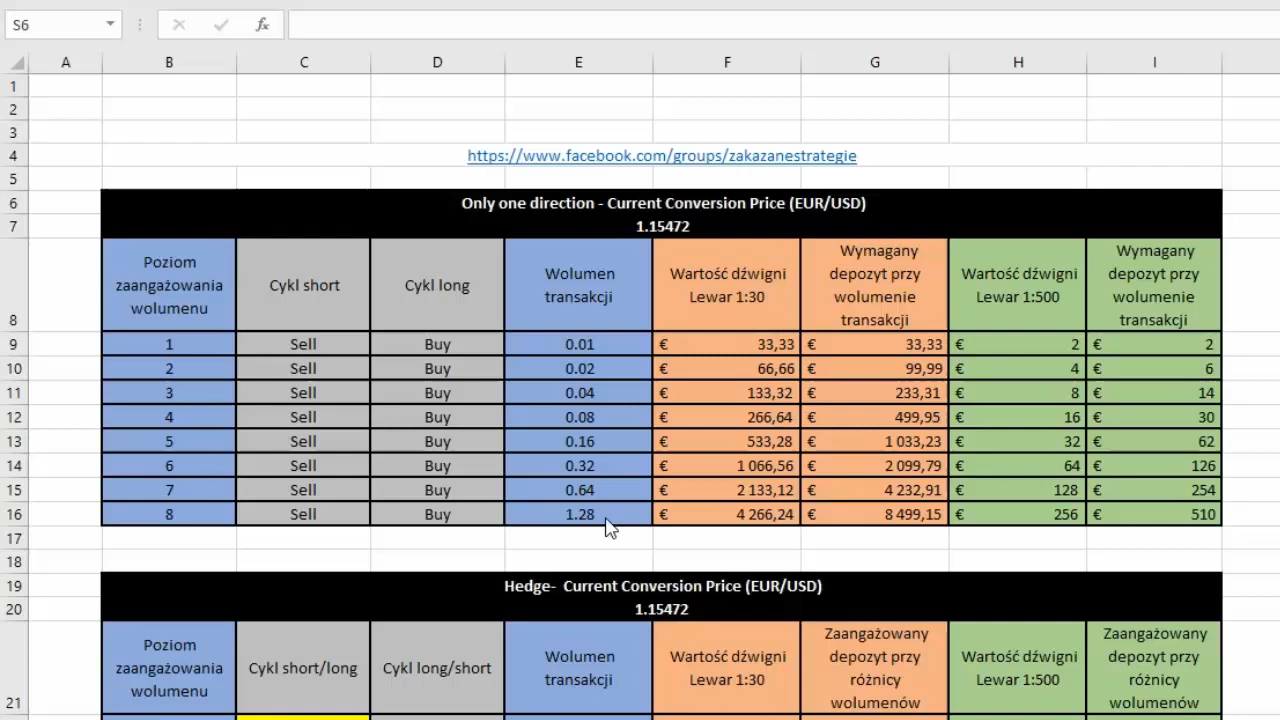 S6
fx
A B C D E F G H I
1
2
3
4 https://www.facebook.com/groups/zakazanestrategie
5
6 Only one direction - Current Conversion Price (EUR/USD)
7 1.15472
8 Poziom zaangażowania wolumenu Cykl short Cykl long Wolumen transakcji Wartość dźwigni Lewar 1:30 Wymagany depozyt przy wolumenie transakcji Wartość dźwigni Lewar 1:500 Wymagany depozyt przy wolumenie transakcji
9 1 Sell Buy 0.01 € 33,33 € 33,33 € 2 € 2
10 2 Sell Buy 0.02 € 66,66 € 99,99 € 4 € 6
11 3 Sell Buy 0.04 € 133,32 € 233,31 € 8 € 14
12 4 Sell Buy 0.08 € 266,64 € 499,95 € 16 € 30
13 5 Sell Buy 0.16 € 533,28 € 1 033,23 € 32 € 62
14 6 Sell Buy 0.32 € 1 066,56 € 2 099,79 € 64 € 126
15 7 Sell Buy 0.64 € 2 133,12 € 4 232,91 € 128 € 254
16 8 Sell Buy 1.28 € 4 266,24 € 8 499,15 € 256 € 510
17
18
19 Hedge- Current Conversion Price (EUR/USD)
20 1.15472
21 Poziom zaangażowania wolumenu Cykl short/long Cykl long/short Wolumen transakcji Wartość dźwigni Lewar 1:30 Zaangażowany depozyt przy różnicy wolumenów Wartość dźwigni Lewar 1:500 Zaangażowany depozyt przy różnicy wolumenów